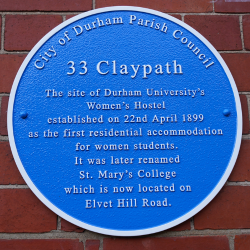 City of Durham Parish Council
33 Claypath
The site of Durham University's
Women's Hostel
established on 22nd April 1899
as the first residential accommodation
for women students.
It was later renamed
St. Mary's College
which is now located on
Elvet Hill Road.